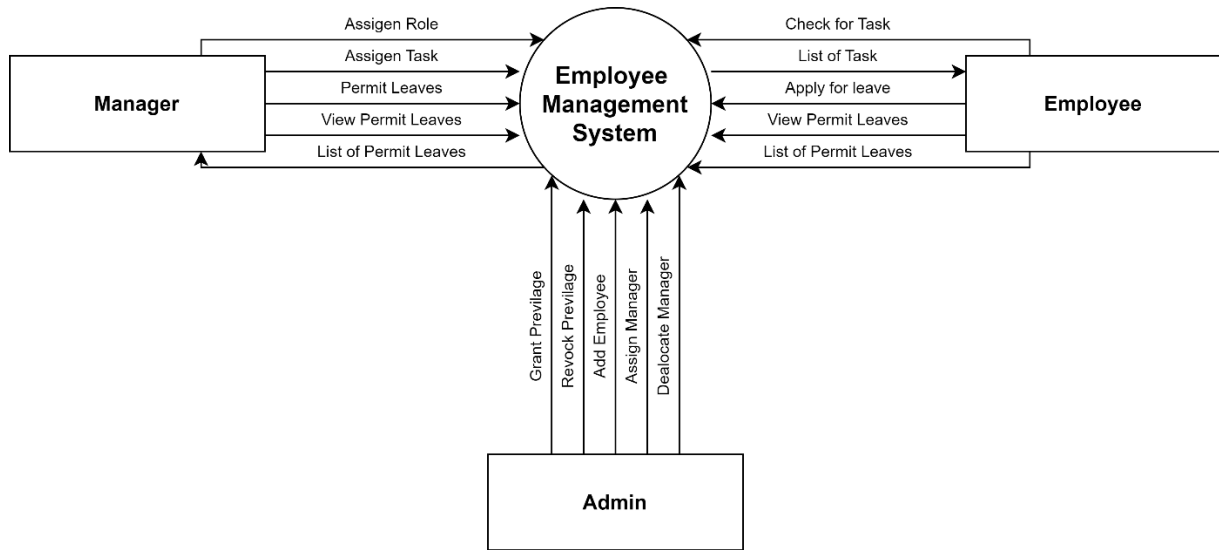 Assigen Role
Assigen Task
Permit Leaves
View Permit Leaves
List of Permit Leaves
Manager
Employee
Management
System
Check for Task
List of Task
Apply for leave
View Permit Leaves
List of Permit Leaves
Employee
Grant Previlage
Revock Previlage
Add Employee
Assign Manager
Dealocate Manager
Admin